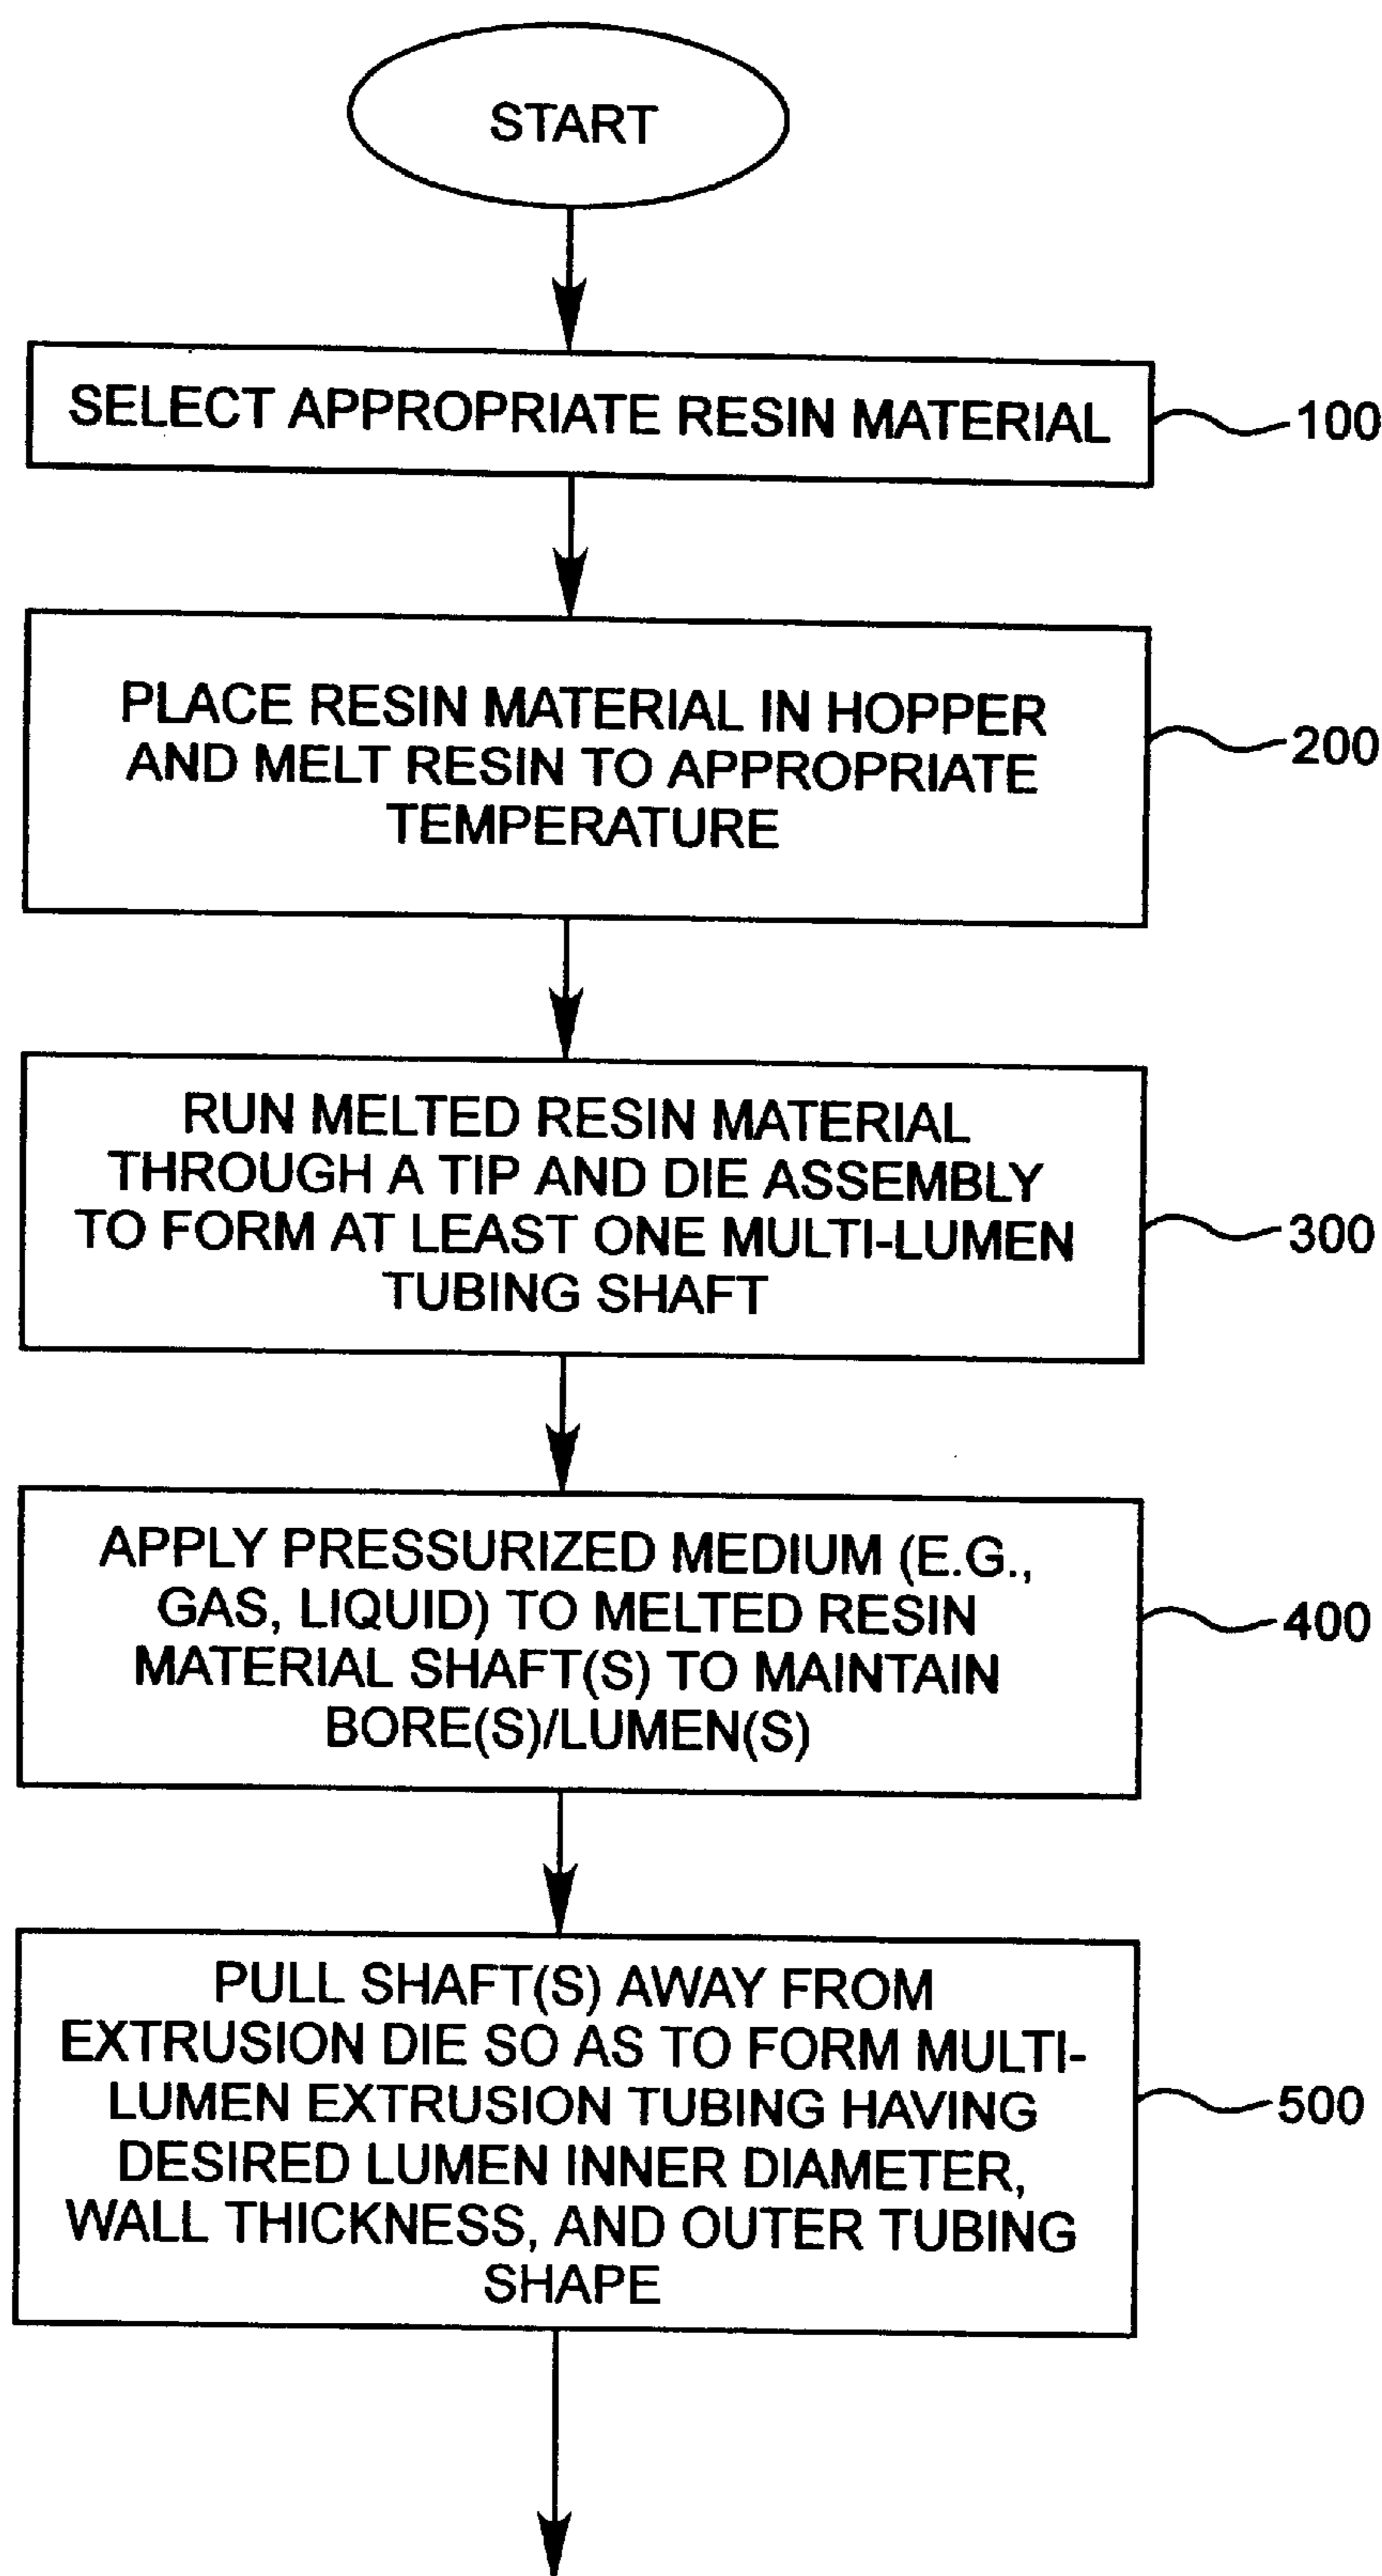 START
SELECT APPROPRIATE RESIN MATERIAL
100
PLACE RESIN MATERIAL IN HOPPER
AND MELT RESIN TO APPROPRIATE
TEMPERATURE
200
RUN MELTED RESIN MATERIAL
THROUGH A TIP AND DIE ASSEMBLY
TO FORM AT LEAST ONE MULTI-LUMEN
TUBING SHAFT
300
APPLY PRESSURIZED MEDIUM (E.G.,
GAS, LIQUID) TO MELTED RESIN
MATERIAL SHAFT(S) TO MAINTAIN
BORE(S)/LUMEN(S)
400
PULL SHAFT(S) AWAY FROM
EXTRUSION DIE SO AS TO FORM MULTI-
LUMEN EXTRUSION TUBING HAVING
DESIRED LUMEN INNER DIAMETER,
WALL THICKNESS, AND OUTER TUBING
SHAPE
500